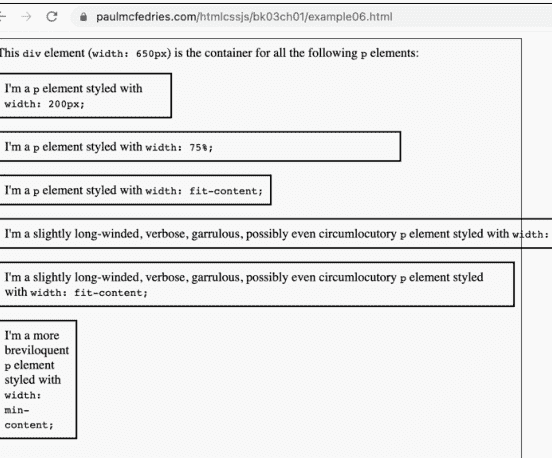 paulmcfedries.com/htmlcssjs/bk03ch01/example06.html
This div element (width: 650px) is the container for all the following p elements:
I'm a p element styled with
width: 200px;
I'm a p element styled with width: 75%;
I'm a p element styled with width: fit-content;
I'm a slightly long-winded, verbose, garrulous, possibly even circumlocutory p element styled with width:
I'm a slightly long-winded, verbose, garrulous, possibly even circumlocutory p element styled
with width: fit-content;
I'm a more
breviloquent
p element
styled with
width:
min-
content;